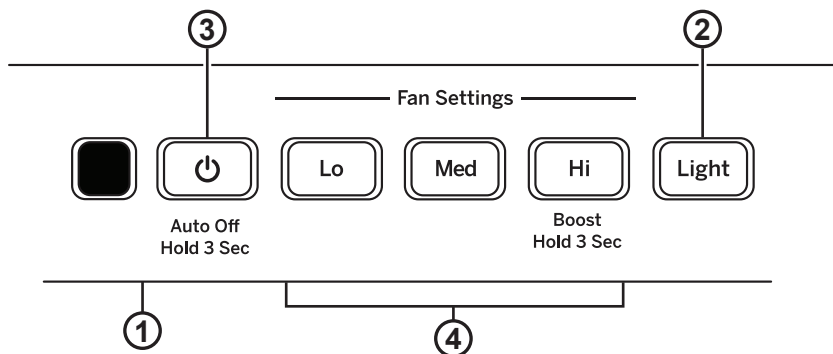 3
2
Fan Settings
Lo
Med
Hi
Light
Auto Off
Hold 3 Sec
Boost
Hold 3 Sec
1
4